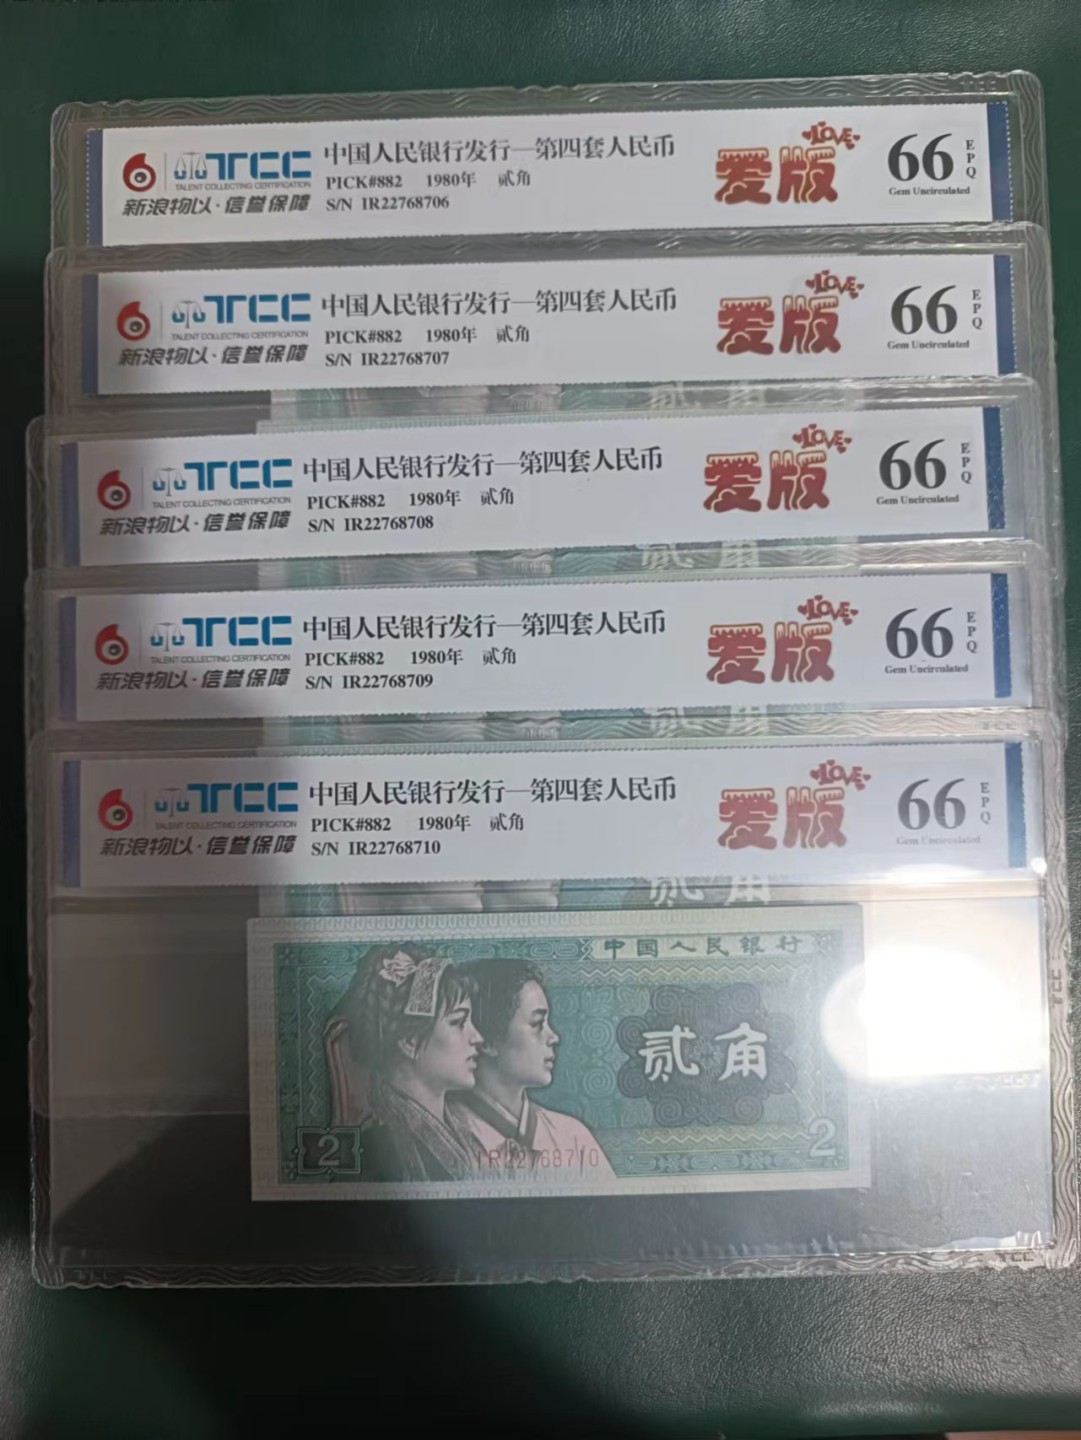 TCC
TALENT COLLECTING CERTIFICATION
新浪物以·信誉保障
中国人民银行发行—第四套人民币
PICK#882 1980年 贰角
S/N IR22768706
LOVE
爱版
66
EPQ
Gem Uncirculated
TCC
TALENT COLLECTING CERTIFICATION
新浪物以·信誉保障
中国人民银行发行—第四套人民币
PICK#882 1980年 贰角
S/N IR22768707
LOVE
爱版
66
EPQ
Gem Uncirculated
贰角
TCC
TALENT COLLECTING CERTIFICATION
新浪物以·信誉保障
中国人民银行发行—第四套人民币
PICK#882 1980年 贰角
S/N IR22768708
LOVE
爱版
66
EPQ
Gem Uncirculated
贰角
TCC
TALENT COLLECTING CERTIFICATION
新浪物以·信誉保障
中国人民银行发行—第四套人民币
PICK#882 1980年 贰角
S/N IR22768709
LOVE
爱版
66
EPQ
Gem Uncirculated
贰角
TCC
TALENT COLLECTING CERTIFICATION
新浪物以·信誉保障
中国人民银行发行—第四套人民币
PICK#882 1980年 贰角
S/N IR22768710
LOVE
爱版
66
EPQ
Gem Uncirculated
贰角
中国人民银行
贰角
2
IR22768710
2
TCC
TCC